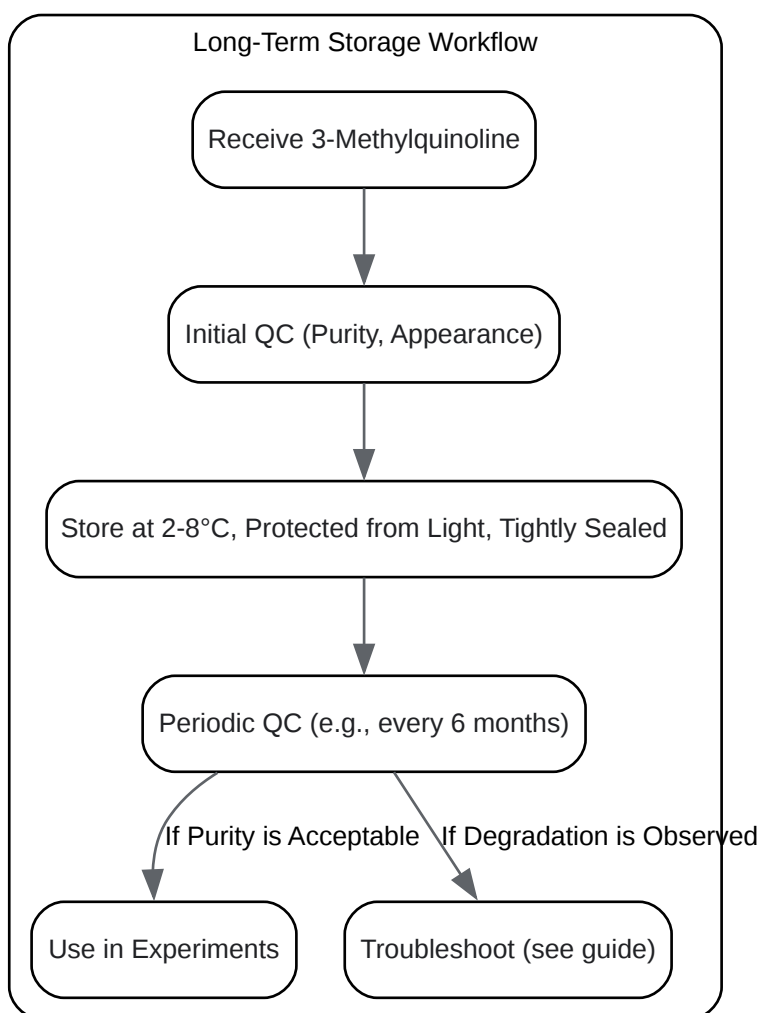 Long-Term Storage Workflow
Receive 3-Methylquinoline
Initial QC (Purity, Appearance)
Store at 2-8°C, Protected from Light, Tightly Sealed
Periodic QC (e.g., every 6 months)
If Purity is Acceptable
If Degradation is Observed
Use in Experiments
Troubleshoot (see guide)